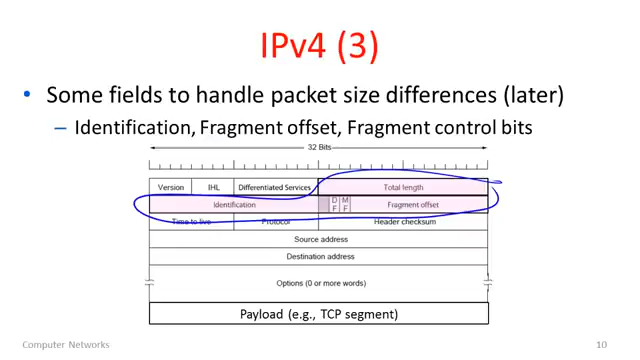 IPv4 (3)
• Some fields to handle packet size differences (later)
– Identification, Fragment offset, Fragment control bits
32 Bits
Version IHL Differentiated Services Total length
Identification D F M F Fragment offset
Time to live Protocol Header checksum
Source address
Destination address
Options (0 or more words)
Payload (e.g., TCP segment)
Computer Networks 10